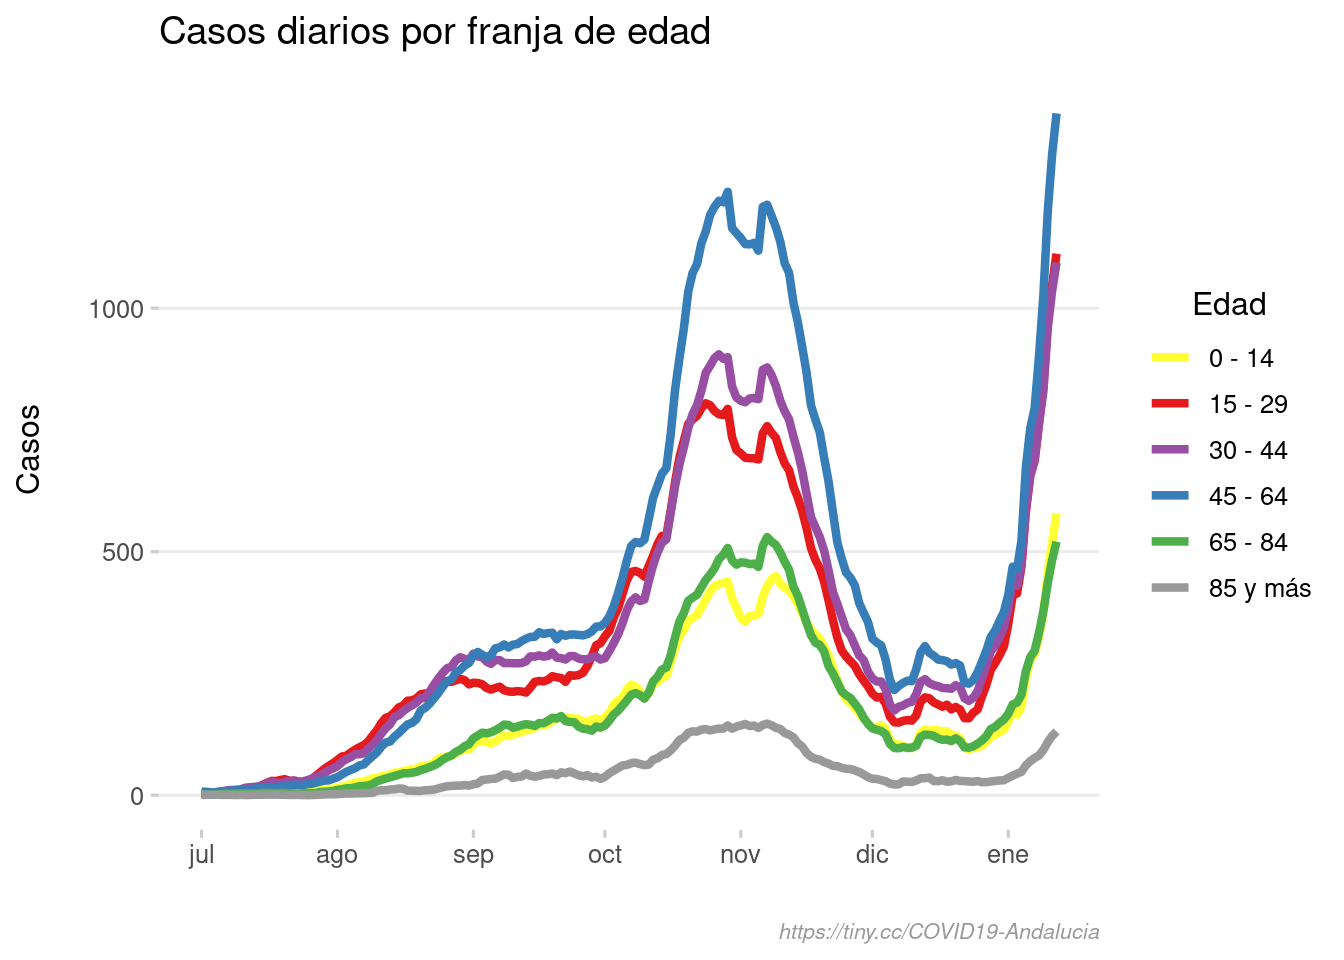 Casos diarios por franja de edad
Casos
1000
500
0
jul ago sep oct nov dic ene
Edad
0 - 14
15 - 29
30 - 44
45 - 64
65 - 84
85 y más
https://tiny.cc/COVID19-Andalucia